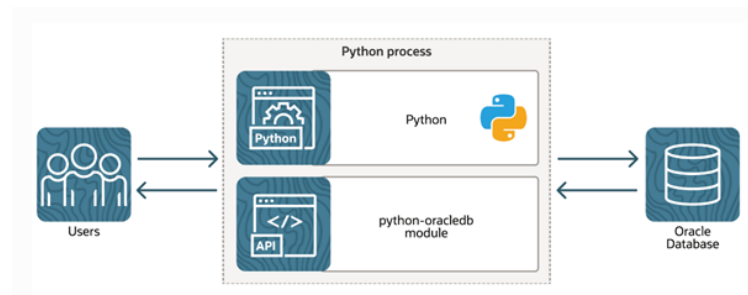 Python process
Python
Python
Users
API
python-oracledb
module
Oracle
Database